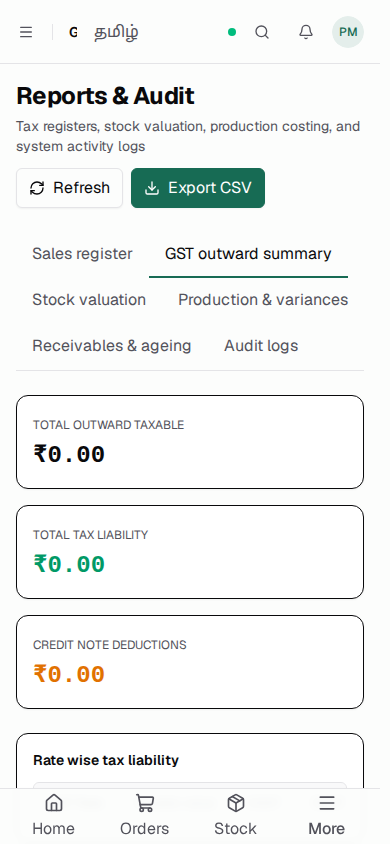 தமிழ்
PM
Reports & Audit
Tax registers, stock valuation, production costing, and
system activity logs
Refresh
Export CSV
Sales register
GST outward summary
Stock valuation
Production & variances
Receivables & ageing
Audit logs
TOTAL OUTWARD TAXABLE
₹0.00
TOTAL TAX LIABILITY
₹0.00
CREDIT NOTE DEDUCTIONS
₹0.00
Rate wise tax liability
Home
Orders
Stock
More